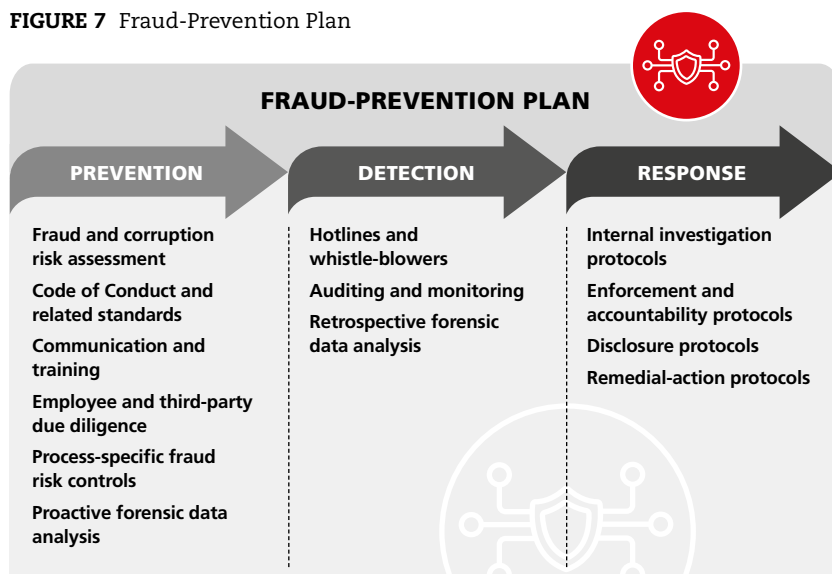 FIGURE 7 Fraud-Prevention Plan
FRAUD-PREVENTION PLAN
PREVENTION
Fraud and corruption
risk assessment
Code of Conduct and
related standards
Communication and
training
Employee and third-party
due diligence
Process-specific fraud
risk controls
Proactive forensic data
analysis
DETECTION
Hotlines and
whistle-blowers
Auditing and monitoring
Retrospective forensic
data analysis
RESPONSE
Internal investigation
protocols
Enforcement and
accountability protocols
Disclosure protocols
Remedial-action protocols